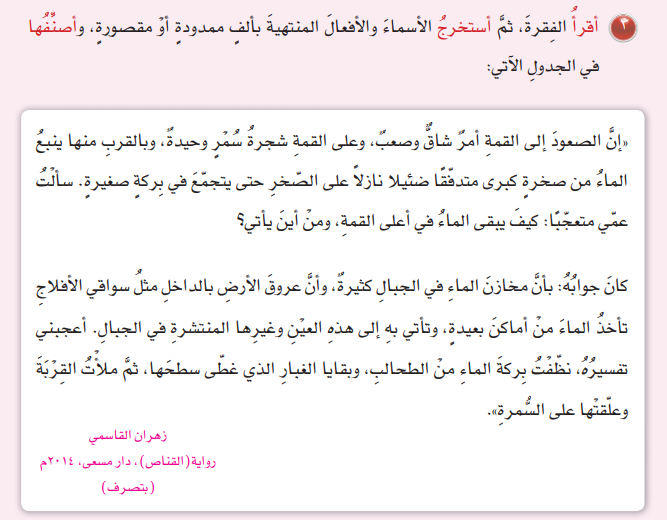 ٣ أقرأُ الفِقرةَ، ثمَّ أستخرجُ الأسماءَ والأفعالَ المنتهيةَ بألفٍ ممدودةٍ أوْ مقصورةٍ، وأصنِّفُها
في الجدولِ الآتي:
«إنَّ الصعودَ إلى القمةِ أمرٌ شاقٌّ وصعبٌ، وعلى القمةِ شجرةُ سُمْرٍ وحيدةٌ، وبالقربِ منها ينبعُ
الماءُ من صخرةٍ كبرى متدفّقًا ضئيلا نازلاً على الصّخرِ حتى يتجمّعَ في بِركةٍ صغيرةٍ. سألْتُ
عمّي متعجّبًا: كيفَ يبقى الماءُ في أعلى القمةِ، ومنْ أينَ يأتي؟
كانَ جوابُهُ: بأنَّ مخازنَ الماءِ في الجبالِ كثيرةٌ، وأنَّ عروقَ الأرضِ بالداخلِ مثلُ سواقي الأفلاجِ
تأخذُ الماءَ منْ أماكنَ بعيدةٍ، وتأتي بهِ إلى هذهِ العيْنِ وغيرِها المنتشرةِ في الجبالِ. أعجبني
تفسيرُهُ، نظّفْتُ بِركةَ الماءِ منْ الطحالبِ، وبقايا الغبارِ الذي غطّى سطحَها، ثمَّ ملأْتُ القِرْبَةَ
وعلّقتْها على السُّمرةِ».
زهران القاسمي
رواية(القناص)، دار مسعى، ٢٠١٤م
(بتصرف)